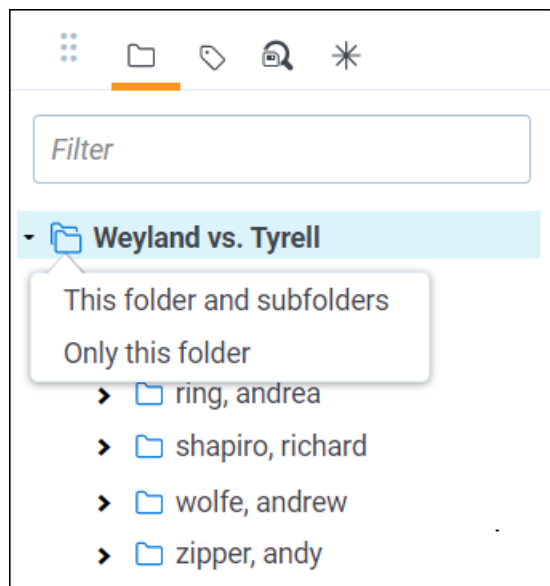 Filter
Weyland vs. Tyrell
This folder and subfolders
Only this folder
ring, andrea
shapiro, richard
wolfe, andrew
zipper, andy